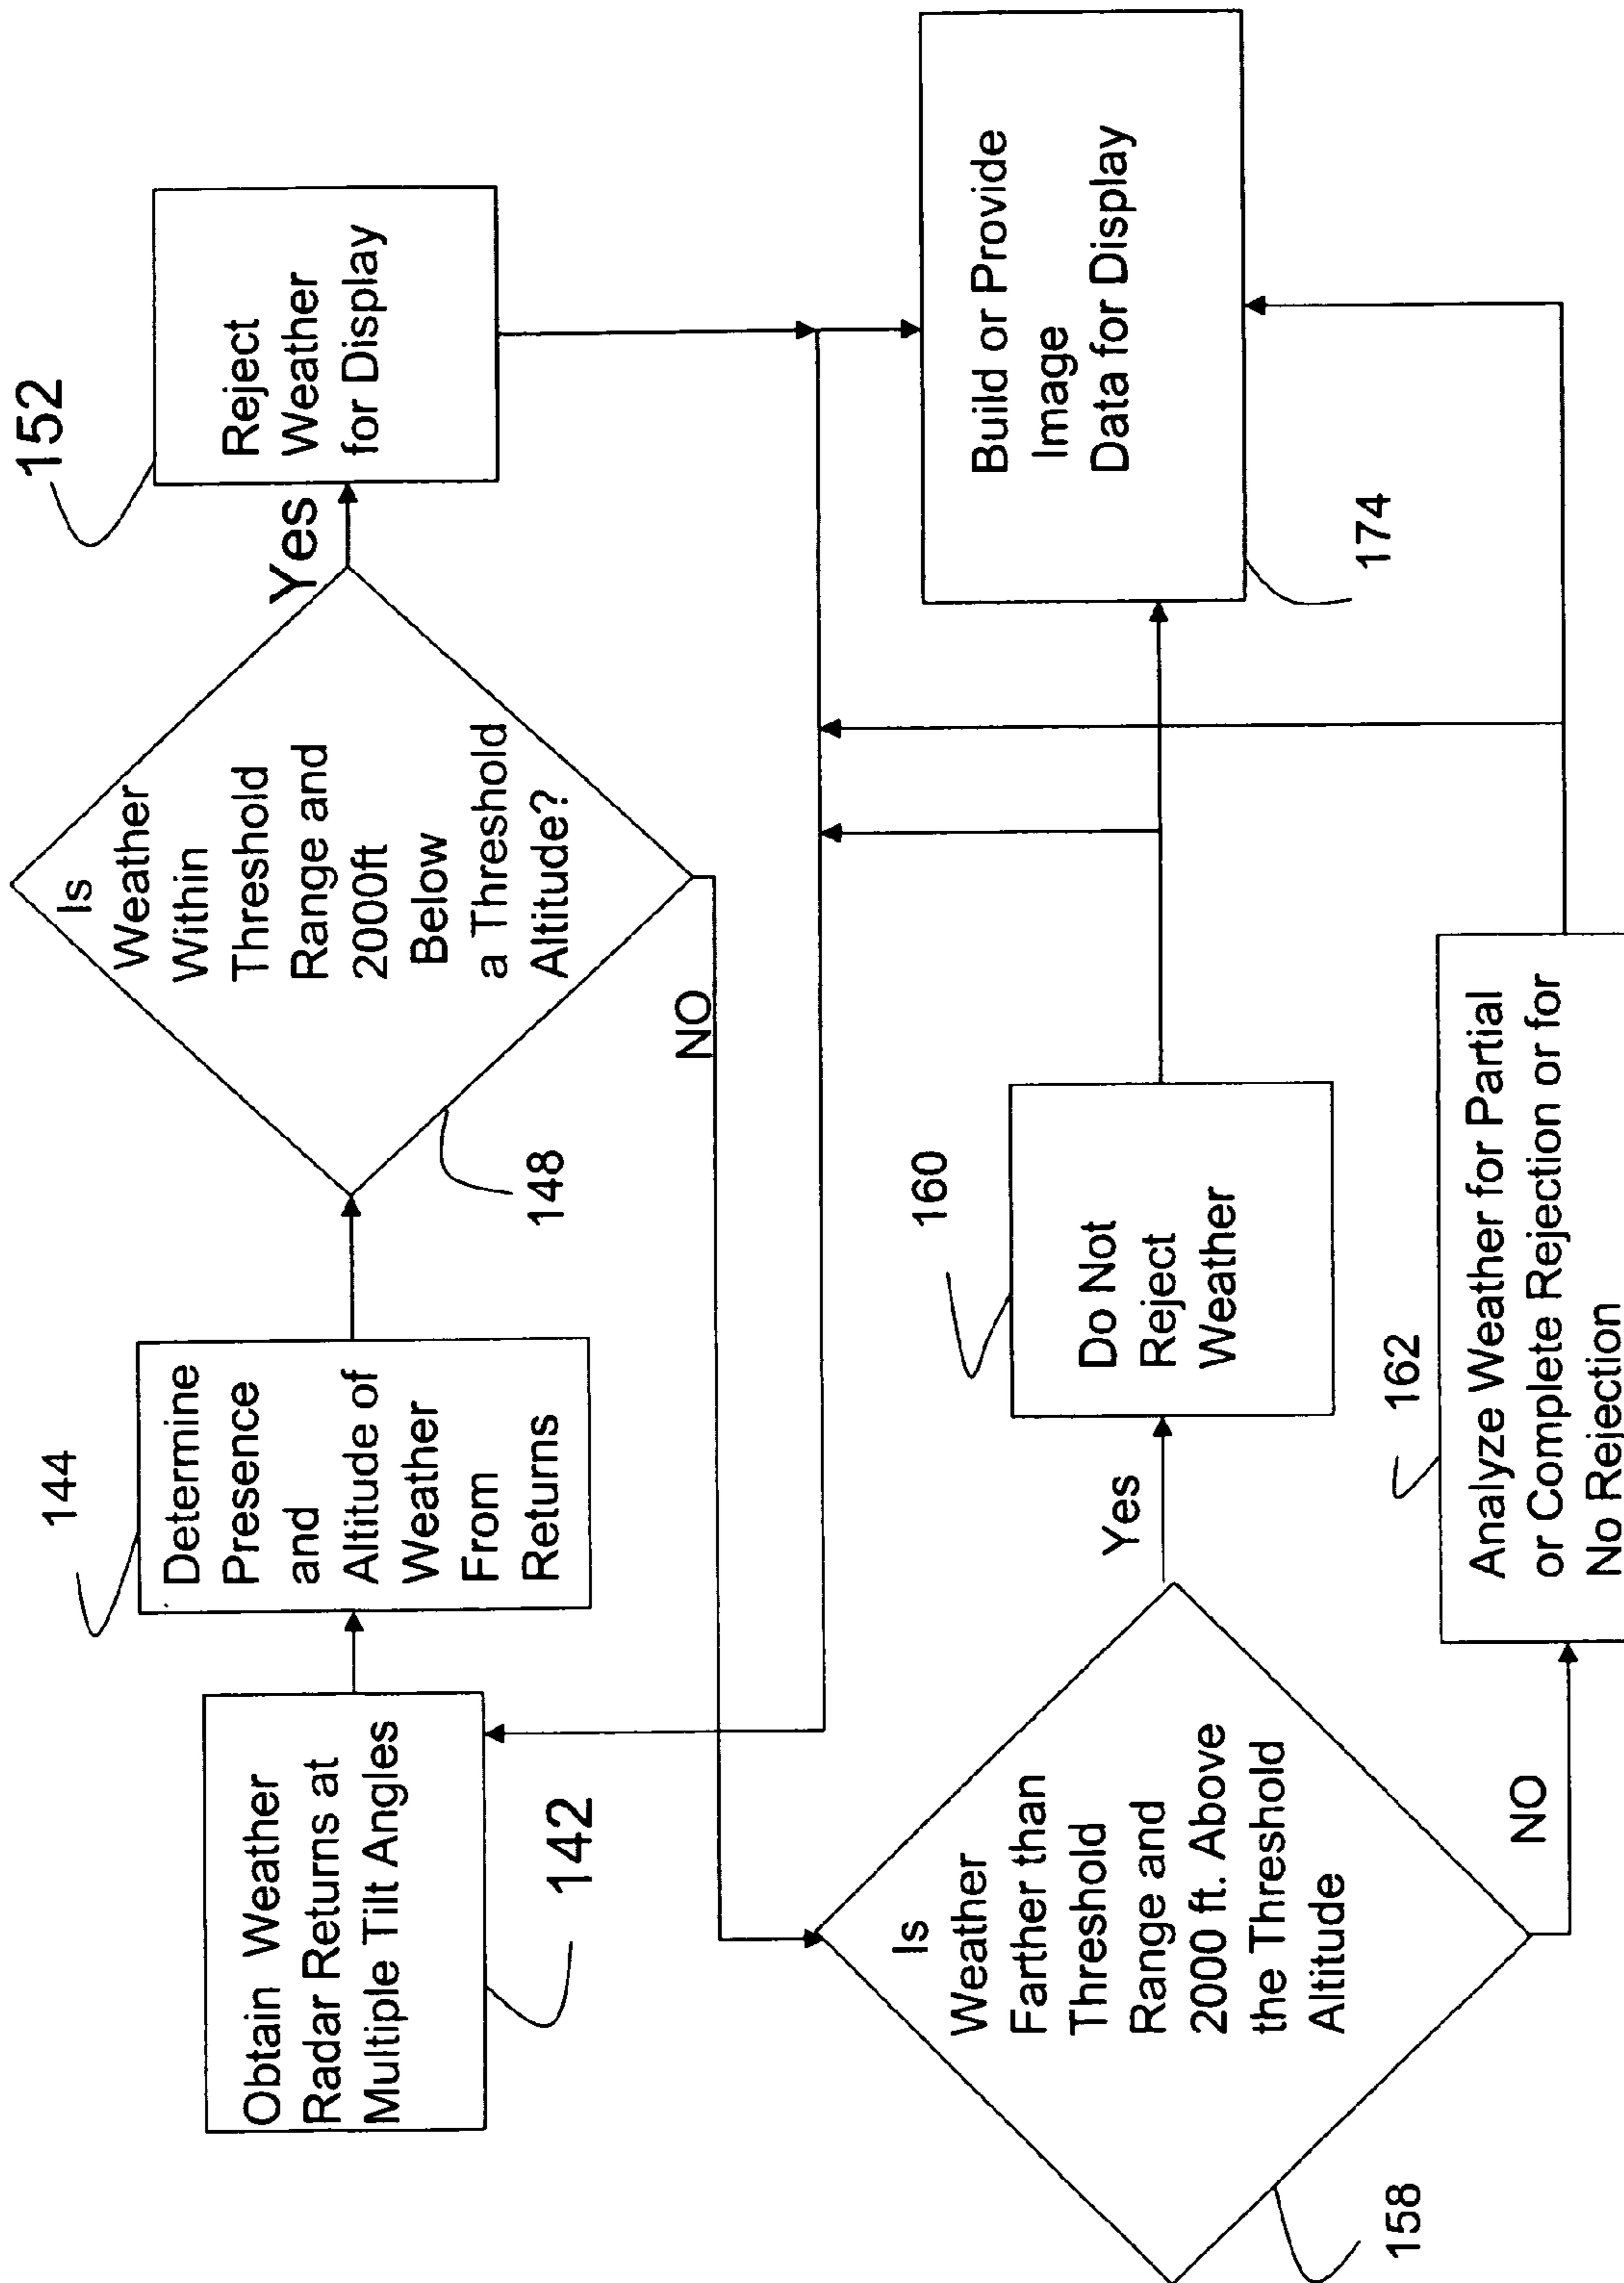 142
Obtain Weather
Radar Returns at
Multiple Tilt Angles
144
Determine
Presence
and
Altitude of
Weather
From
Returns
148
Is
Weather
Within
Threshold
Range and
2000ft
Below
a Threshold
Altitude?
Yes
NO
152
Reject
Weather
for Display
158
Is
Weather
Farther than
Threshold
Range and
2000 ft. Above
the Threshold
Altitude
Yes
NO
160
Do Not
Reject
Weather
162
Analyze Weather for Partial
or Complete Rejection or for
No Rejection
174
Build or Provide
Image
Data for Display